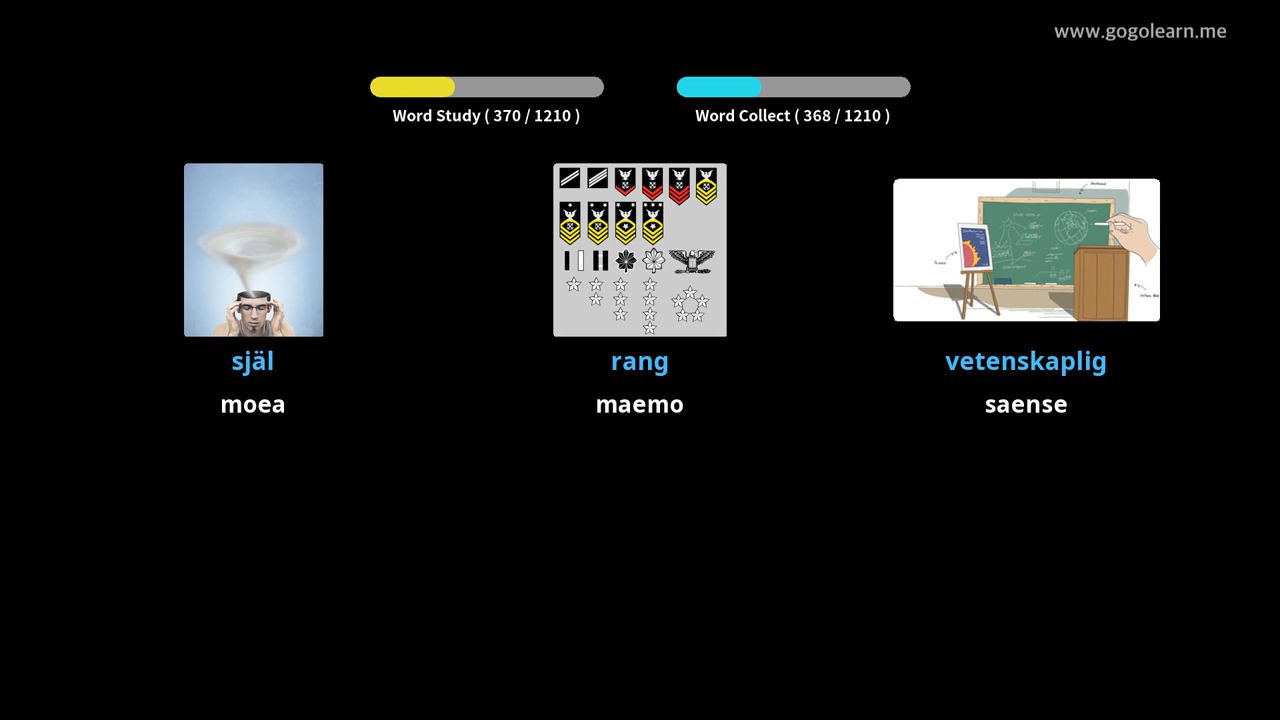 www.gogolearn.me
Word Study ( 370 / 1210 )
Word Collect ( 368 / 1210 )
själ
rang
vetenskaplig
moea
maemo
saense